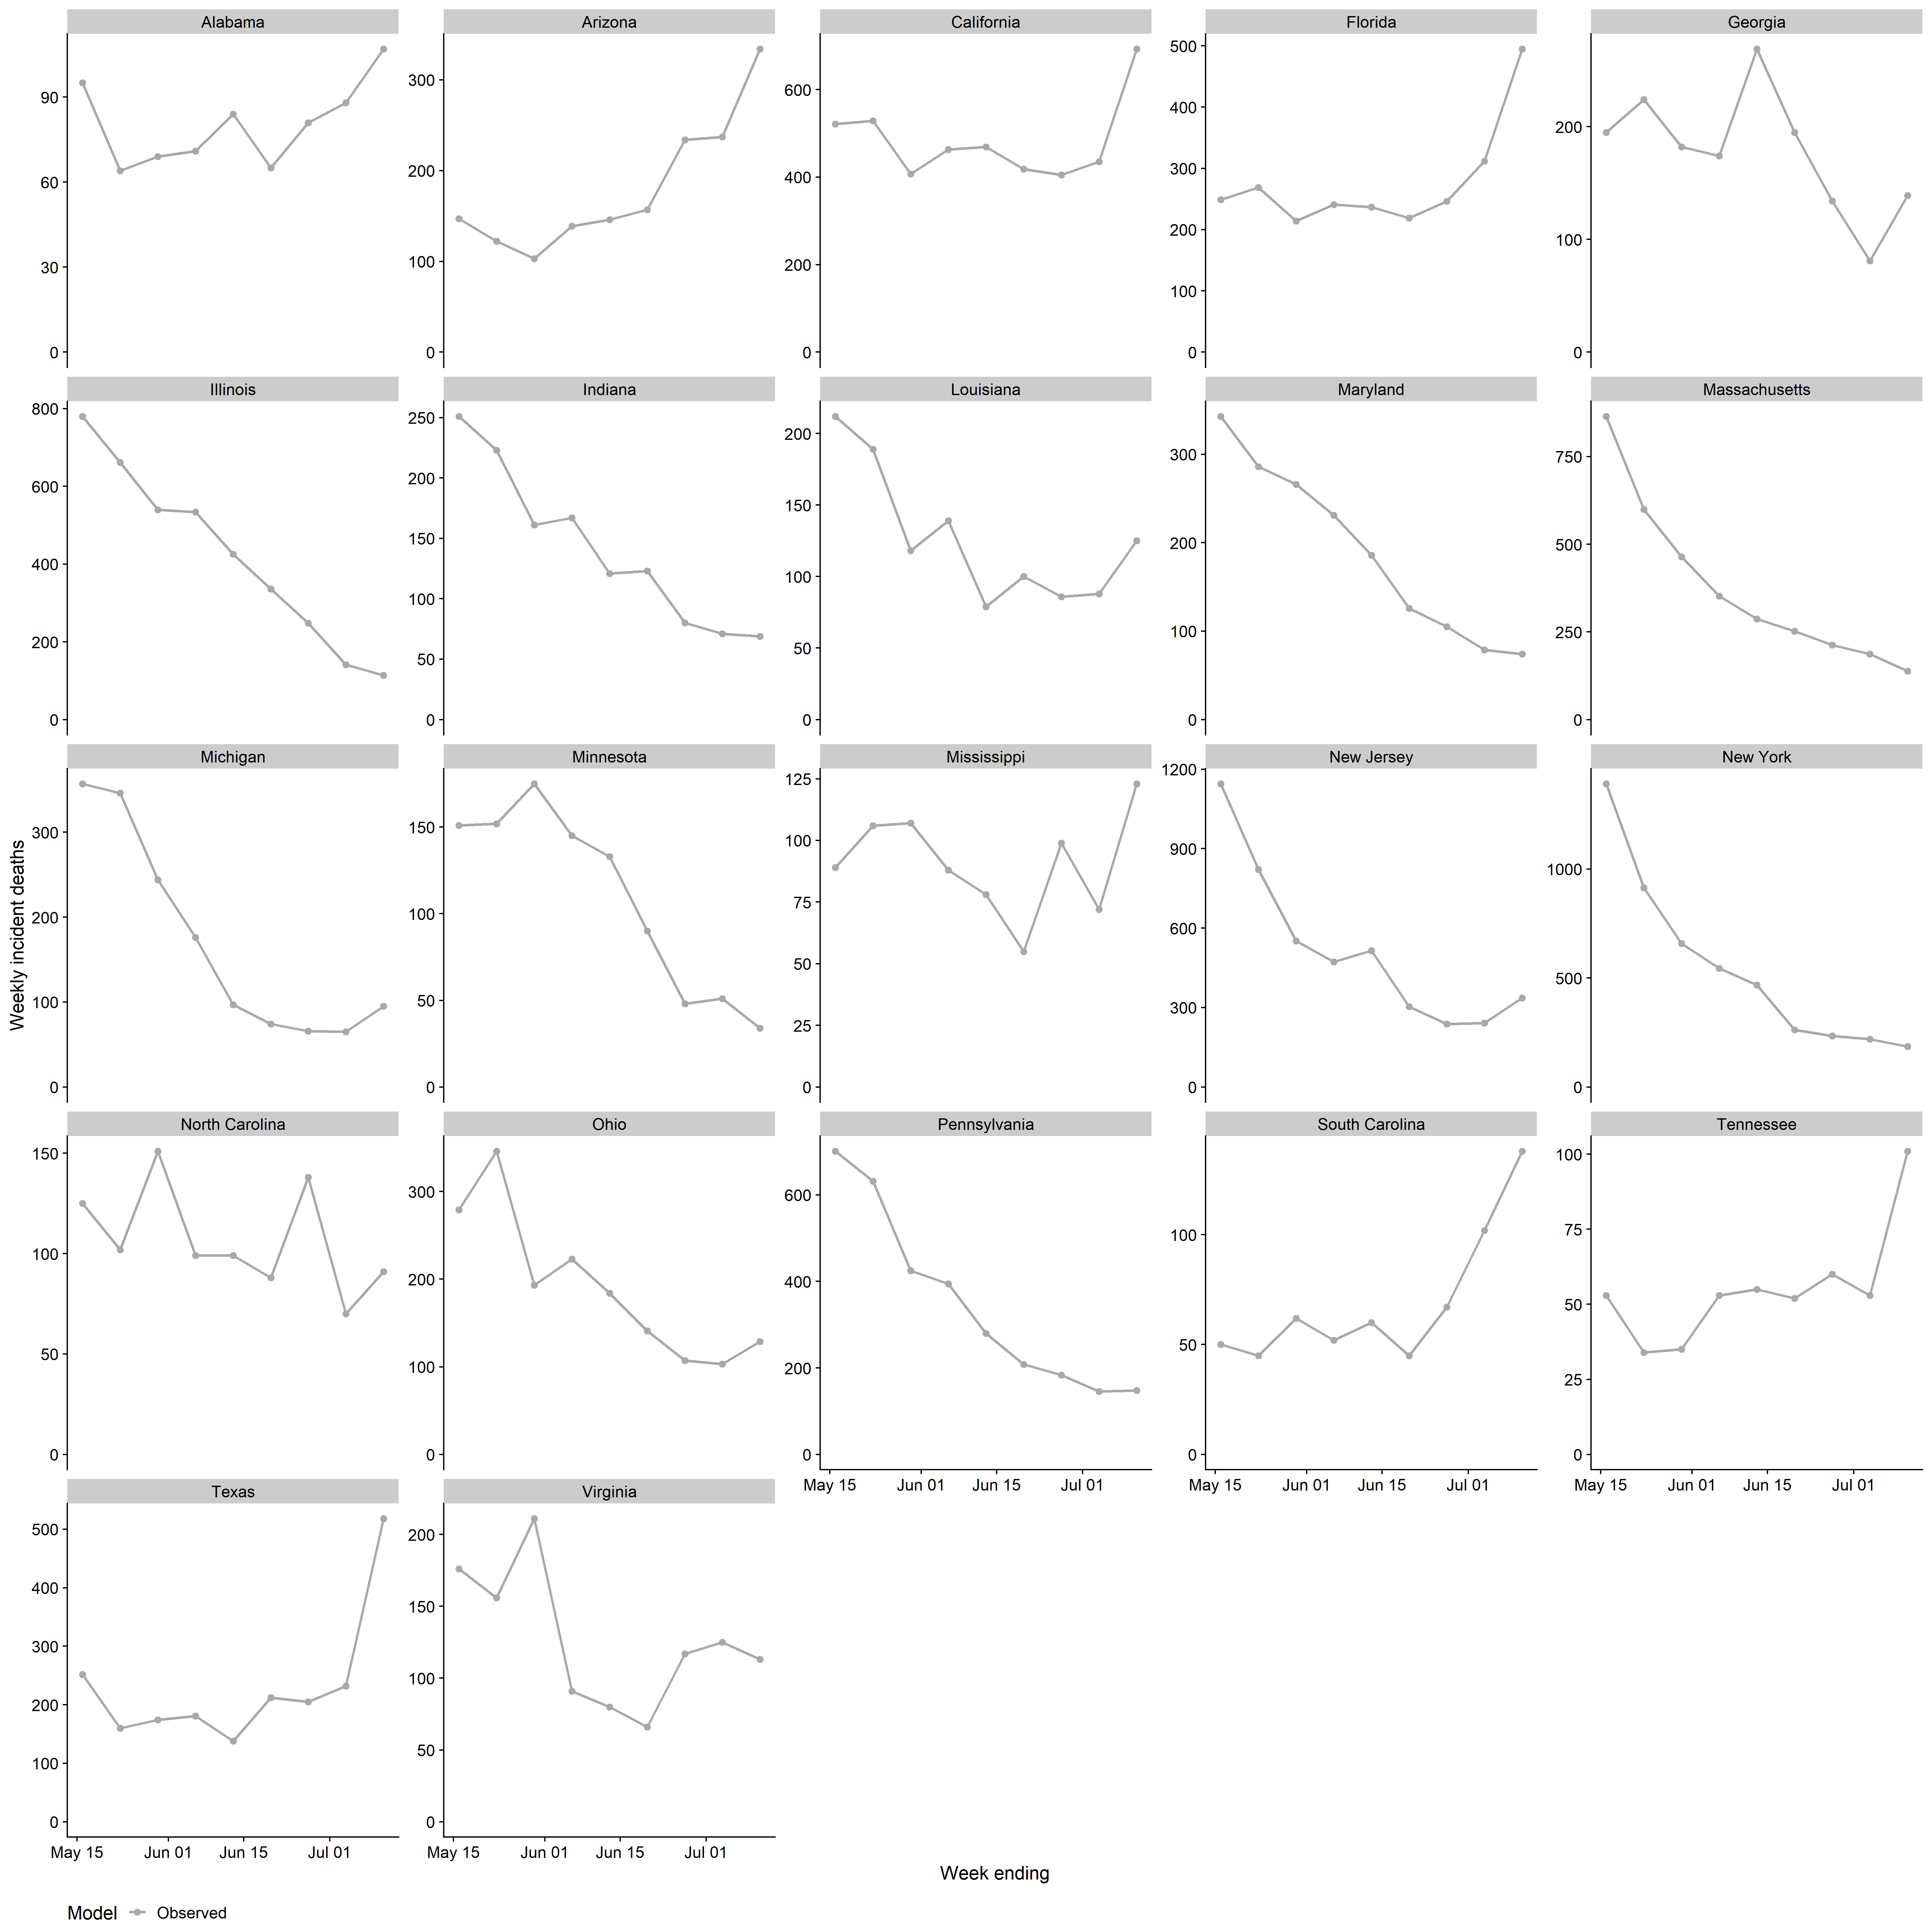 Alabama Arizona California Florida Georgia
90 60 30 0
300 200 100 0
600 400 200 0
500 400 300 200 100 0
200 100 0
Illinois Indiana Louisiana Maryland Massachusetts
800 600 400 200 0
250 200 150 100 50 0
200 150 100 50 0
300 200 100 0
750 500 250 0
Michigan Minnesota Mississippi New Jersey New York
300 200 100 0
150 100 50 0
125 100 75 50 25 0
1200 900 600 300 0
1000 500 0
Weekly incident deaths
North Carolina Ohio Pennsylvania South Carolina Tennessee
150 100 50 0
300 200 100 0
600 400 200 0
100 50 0
100 75 50 25 0
May 15 Jun 01 Jun 15 Jul 01 May 15 Jun 01 Jun 15 Jul 01 May 15 Jun 01 Jun 15 Jul 01
Texas Virginia
500 400 300 200 100 0
200 150 100 50 0
May 15 Jun 01 Jun 15 Jul 01 May 15 Jun 01 Jun 15 Jul 01
Week ending
Model Observed